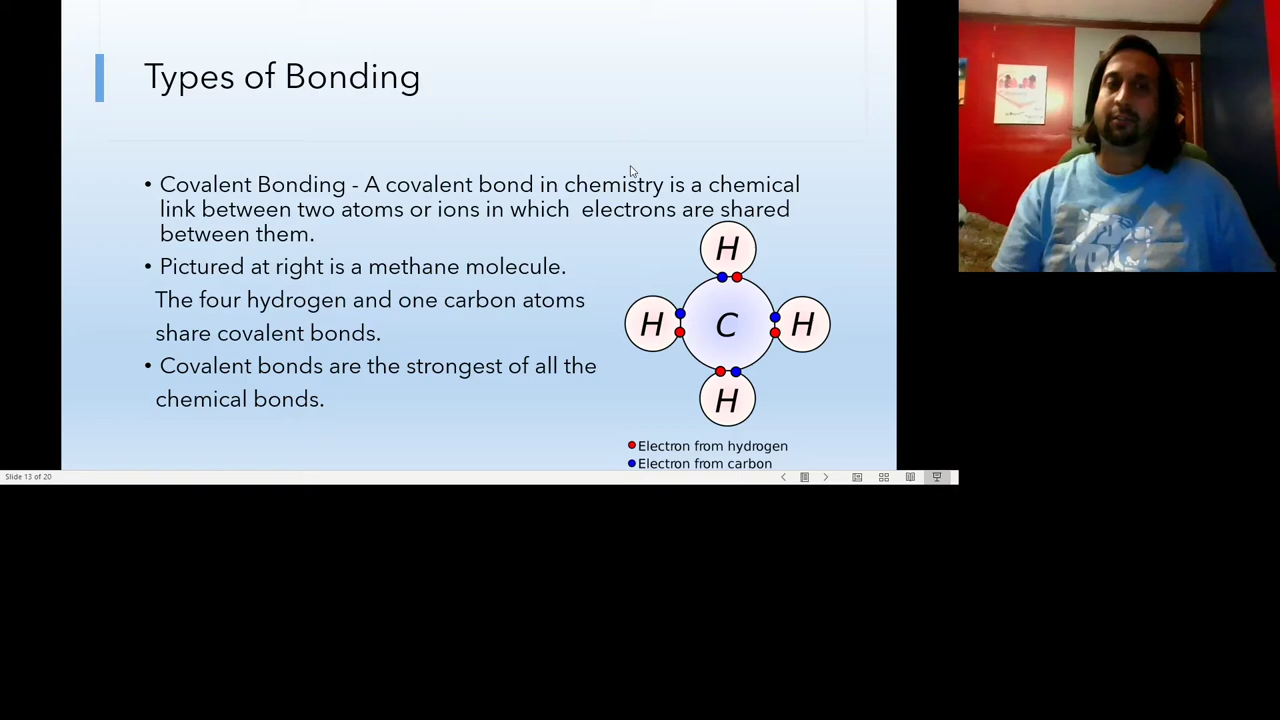 Types of Bonding
• Covalent Bonding - A covalent bond in chemistry is a chemical
link between two atoms or ions in which electrons are shared
between them.
• Pictured at right is a methane molecule.
The four hydrogen and one carbon atoms
share covalent bonds.
• Covalent bonds are the strongest of all the
chemical bonds.
H
H
C
H
H
Electron from hydrogen
Electron from carbon
Slide 13 of 20